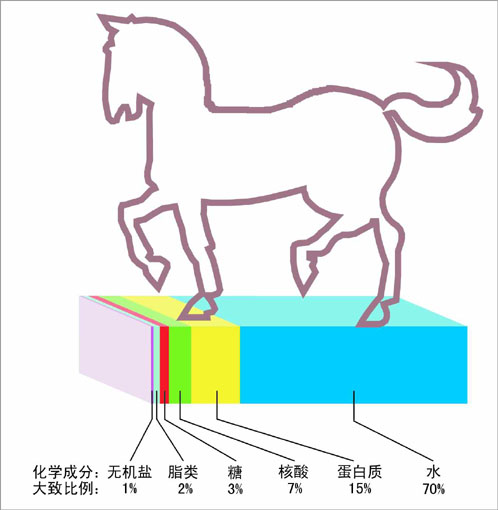 化学成分：无机盐 脂类 糖 核酸 蛋白质 水
大致比例： 1% 2% 3% 7% 15% 70%